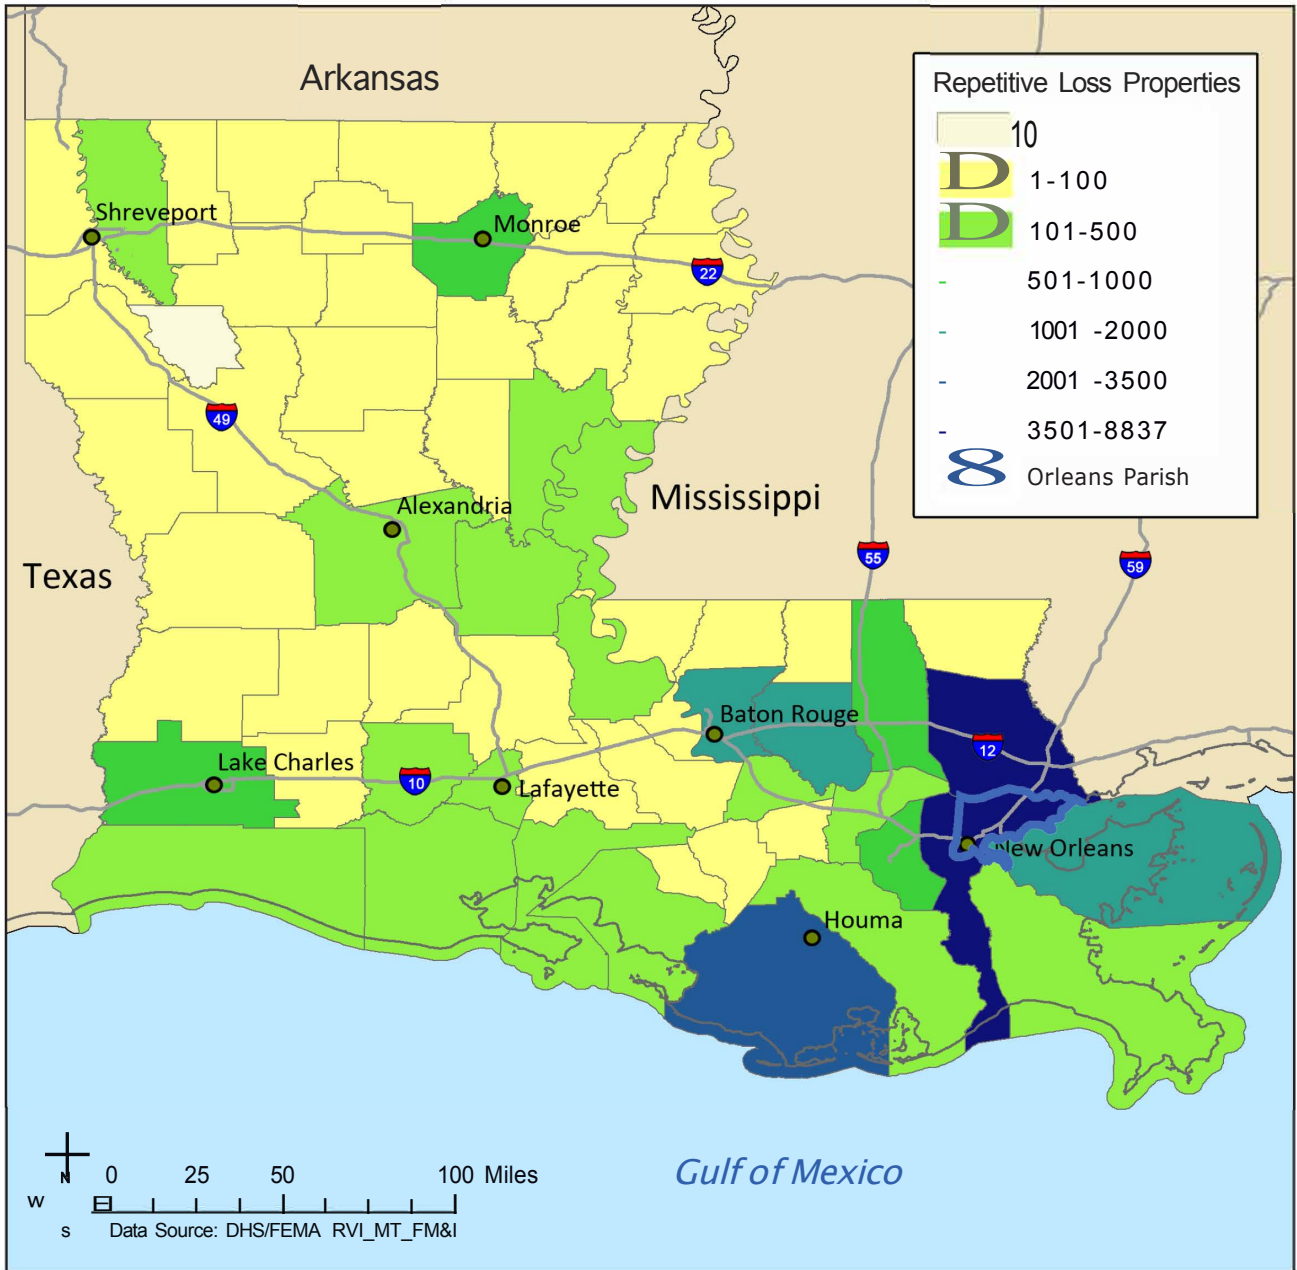 Arkansas
Repetitive Loss Properties
10
D 1-100
D 101-500
- 501-1000
- 1001 -2000
- 2001 -3500
- 3501-8837
8 Orleans Parish
Shreveport
Monroe
22
49
Alexandria
Mississippi
Texas
55
59
Baton Rouge
12
Lake Charles
10
Lafayette
New Orleans
Houma
Gulf of Mexico
N
W
S
0 25 50 100 Miles
Data Source: DHS/FEMA RVI_MT_FM&I